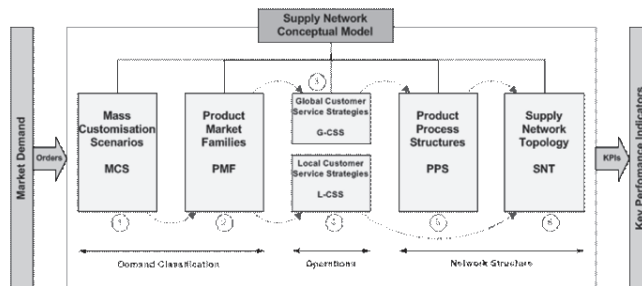 Supply Network
Conceptual Model
Market Demand
Orders
Mass
Customisation
Scenarios
MCS
Product
Market
Families
PMF
Global Customer
Service Strategies
G-CSS
Local Customer
Service Strategies
L-CSS
Product
Process
Structures
PPS
Supply
Network
Topology
SNT
KPIs
Key Perfomance Indicators
1
2
3
4
5
6
Demand Classification
Operations
Network Structure